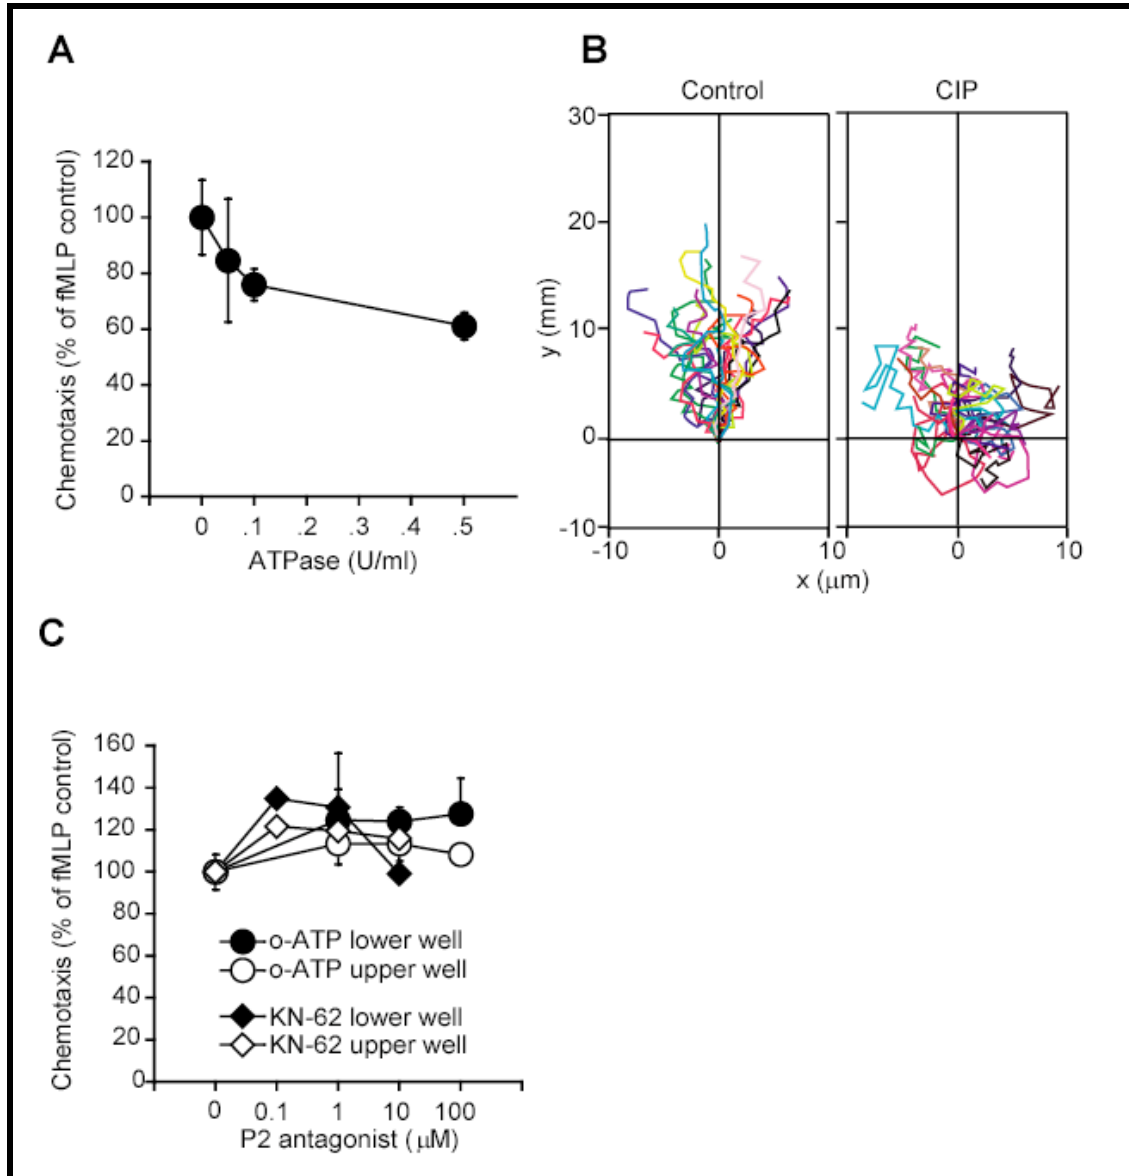 A
Chemotaxis (% of fMLP control)
120
100
80
60
40
20
0
0 .1 .2 .3 .4 .5
ATPase (U/ml)
B
Control CIP
y (mm)
30
20
10
0
-10
-10 0 10 0 10
x (μm)
C
Chemotaxis (% of fMLP control)
160
140
120
100
80
60
40
20
0
o-ATP lower well
o-ATP upper well
KN-62 lower well
KN-62 upper well
0 0.1 1 10 100
P2 antagonist (μM)